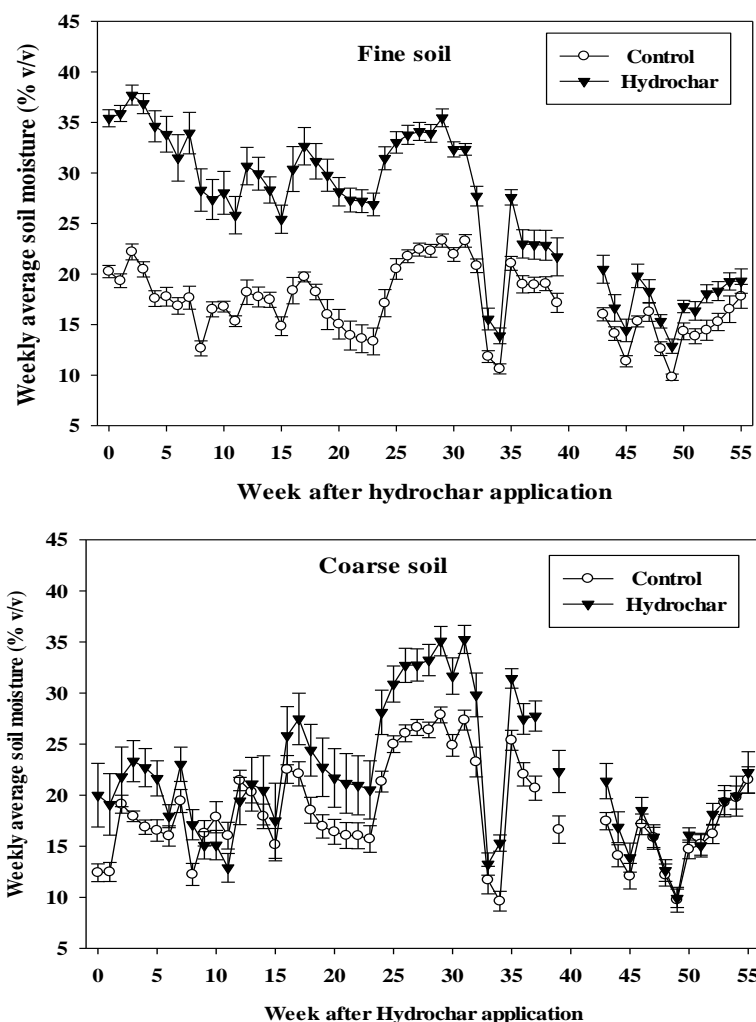 45
40
35
30
25
20
15
10
5
Weekly average soil moisture (% v/v)
Fine soil
Control
Hydrochar
0 5 10 15 20 25 30 35 40 45 50 55
Week after hydrochar application
45
40
35
30
25
20
15
10
5
Weekly average soil moisture (% v/v)
Coarse soil
Control
Hydrochar
0 5 10 15 20 25 30 35 40 45 50 55
Week after Hydrochar application